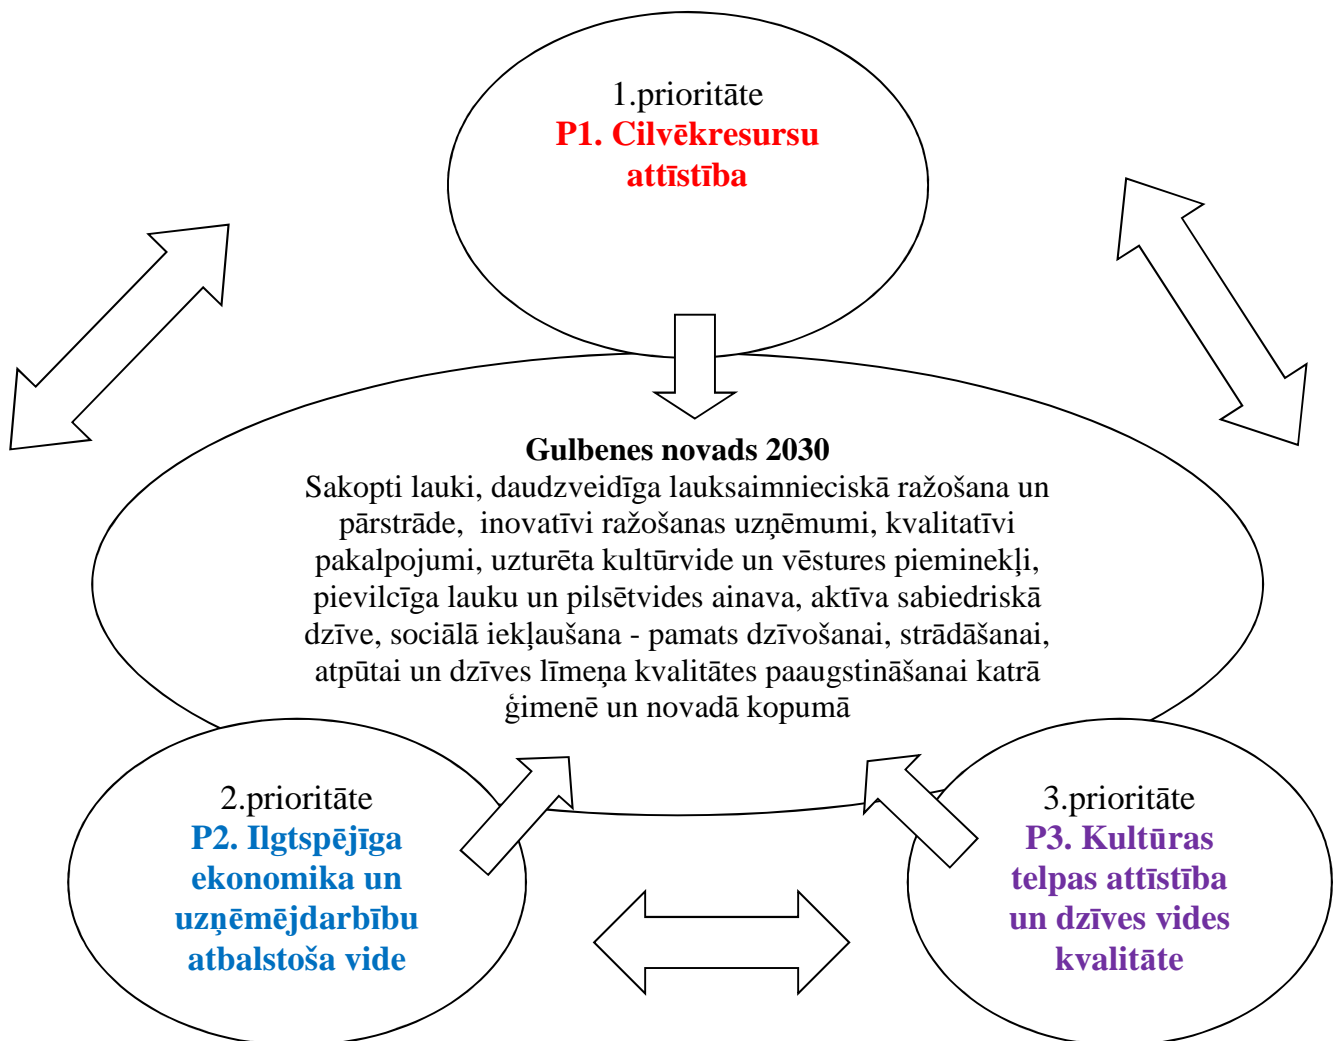 1.prioritāte
P1. Cilvēkresursu
attīstība
Gulbenes novads 2030
Sakopti lauki, daudzveidīga lauksaimnieciskā ražošana un
pārstrāde, inovatīvi ražošanas uzņēmumi, kvalitatīvi
pakalpojumi, uzturēta kultūrvide un vēstures pieminekļi,
pievilcīga lauku un pilsētvides ainava, aktīva sabiedriskā
dzīve, sociālā iekļaušana - pamats dzīvošanai, strādāšanai,
atpūtai un dzīves līmeņa kvalitātes paaugstināšanai katrā
ģimenē un novadā kopumā
2.prioritāte
P2. Ilgtspējīga
ekonomika un
uzņēmējdarbību
atbalstoša vide
3.prioritāte
P3. Kultūras
telpas attīstība
un dzīves vides
kvalitāte